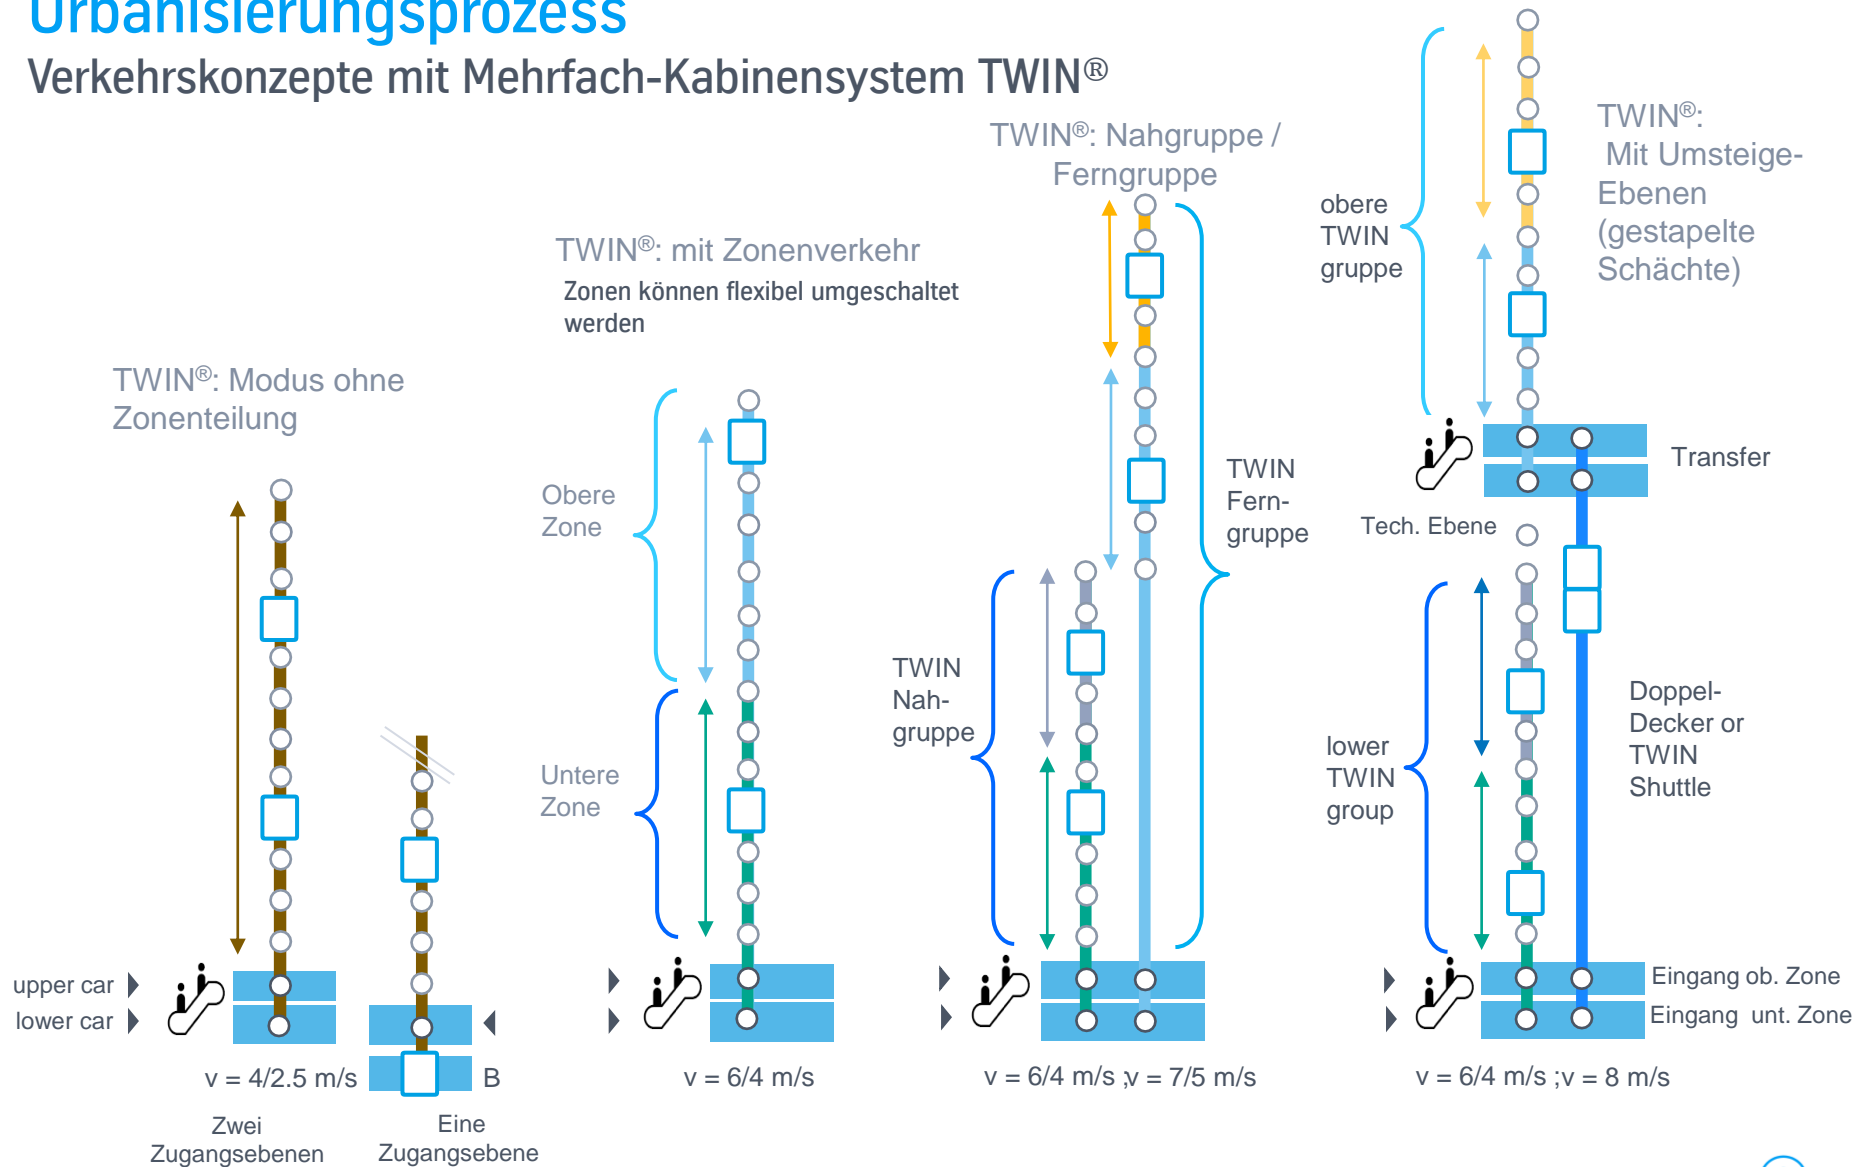 Urbanisierungsprozess
Verkehrskonzepte mit Mehrfach-Kabinensystem TWIN®
TWIN®: Modus ohne
Zonenteilung
upper car
lower car
v = 4/2.5 m/s
Zwei
Zugangsebenen
B
Eine
Zugangsebene
TWIN®: mit Zonenverkehr
Zonen können flexibel umgeschaltet
werden
Obere
Zone
Untere
Zone
v = 6/4 m/s
TWIN®: Nahgruppe /
Ferngruppe
TWIN
Nah-
gruppe
TWIN
Fern-
gruppe
v = 6/4 m/s ;v = 7/5 m/s
TWIN®:
Mit Umsteige-
Ebenen
(gestapelte
Schächte)
obere
TWIN
gruppe
Transfer
Tech. Ebene
lower
TWIN
group
Doppel-
Decker or
TWIN
Shuttle
Eingang ob. Zone
Eingang unt. Zone
v = 6/4 m/s ;v = 8 m/s